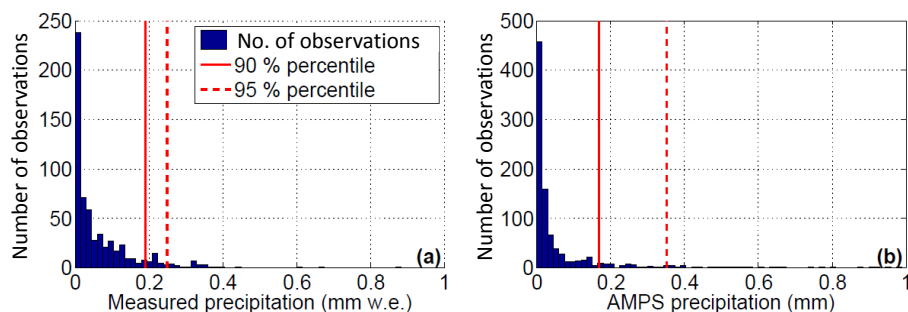 250
200
150
100
50
0
Number of observations
No. of observations
90 % percentile
95 % percentile
(a)
0 0.2 0.4 0.6 0.8 1
Measured precipitation (mm w.e.)
500
400
300
200
100
0
Number of observations
(b)
0 0.2 0.4 0.6 0.8 1
AMPS precipitation (mm)